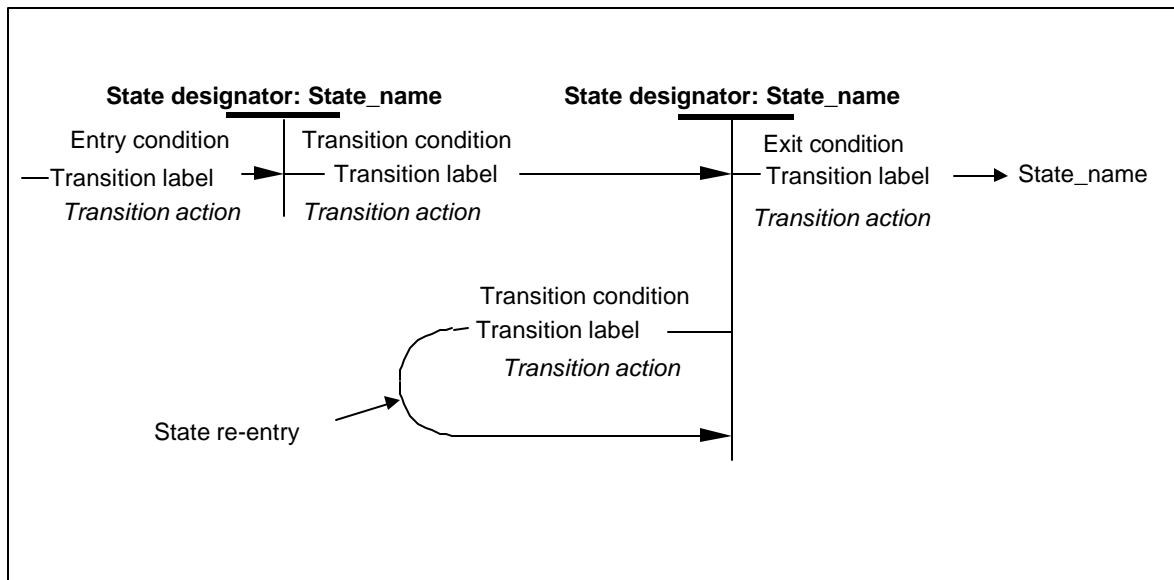 State designator: State_name
State designator: State_name
Entry condition
Transition condition
Exit condition
Transition label
Transition label
Transition label
State_name
Transition action
Transition action
Transition action
Transition condition
Transition label
Transition action
State re-entry